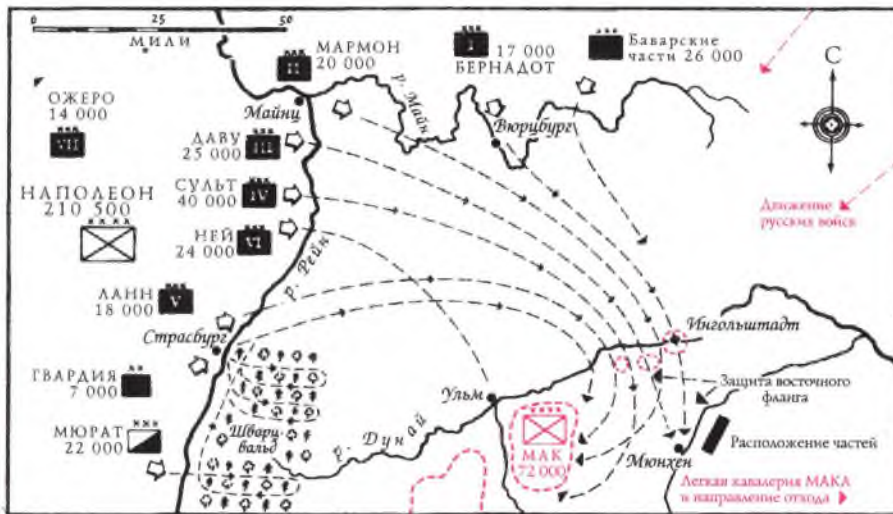 0 25 50
МИЛИ
ОЖЕРО
14 000
VII
НАПОЛЕОН
210 500
МАРМОН
20 000
II
I
17 000
БЕРНАДОТ
Баварские
части 26 000
С
Майнц
р. Майн
Вюрцбург
ДАВУ
25 000
III
СУЛЬТ
40 000
IV
НЕЙ
24 000
VI
р. Рейн
Движение
русских войск
ЛАНН
18 000
V
Страсбург
Ингольштадт
ГВАРДИЯ
7 000
МЮРАТ
22 000
Шварц-
вальд
р. Дунай
Ульм
Защита восточного
фланга
МАК
72 000
Мюнхен
Расположение частей
Легкая кавалерия МАКА
и направление отхода